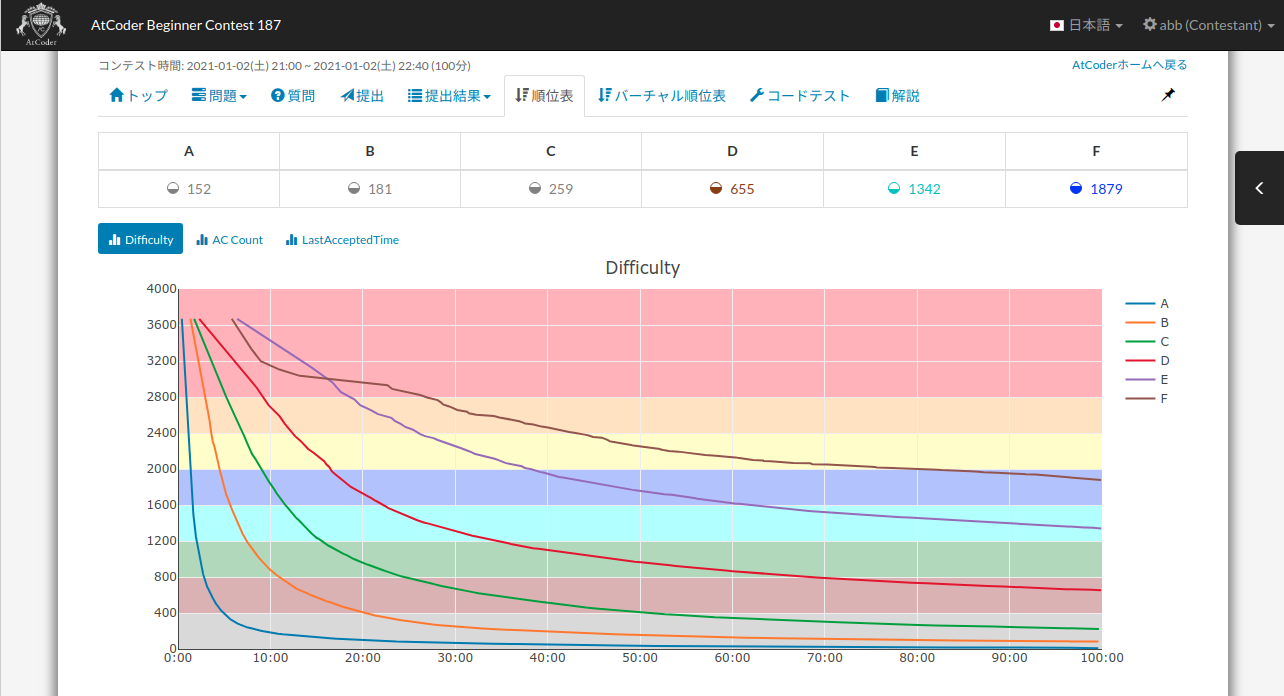 AtCoder
AtCoder Beginner Contest 187
日本語
abb (Contestant)
コンテスト時間: 2021-01-02(土) 21:00 ~ 2021-01-02(土) 22:40 (100分)
AtCoderホームへ戻る
トップ 問題 質問 提出 提出結果 順位表 バーチャル順位表 コードテスト 解説
A B C D E F
152 181 259 655 1342 1879
Difficulty AC Count LastAcceptedTime
Difficulty
4000
3600
3200
2800
2400
2000
1600
1200
800
400
0
0:00 10:00 20:00 30:00 40:00 50:00 60:00 70:00 80:00 90:00 100:00
A
B
C
D
E
F